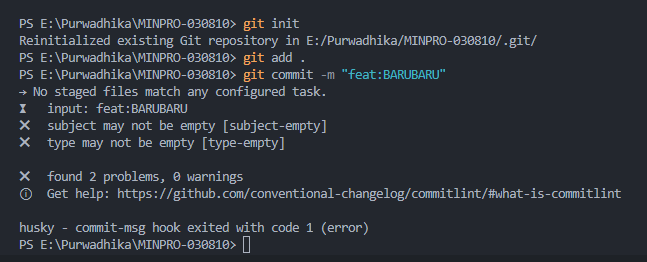 PS E:\Purwadhika\MINPRO-030810> git init
Reinitialized existing Git repository in E:/Purwadhika/MINPRO-030810/.git/
PS E:\Purwadhika\MINPRO-030810> git add .
PS E:\Purwadhika\MINPRO-030810> git commit -m "feat:BARUBARU"
→ No staged files match any configured task.
⧗   input: feat:BARUBARU
✖   subject may not be empty [subject-empty]
✖   type may not be empty [type-empty]
✖   found 2 problems, 0 warnings
ⓘ   Get help: https://github.com/conventional-changelog/commitlint/#what-is-commitlint
husky - commit-msg hook exited with code 1 (error)
PS E:\Purwadhika\MINPRO-030810>